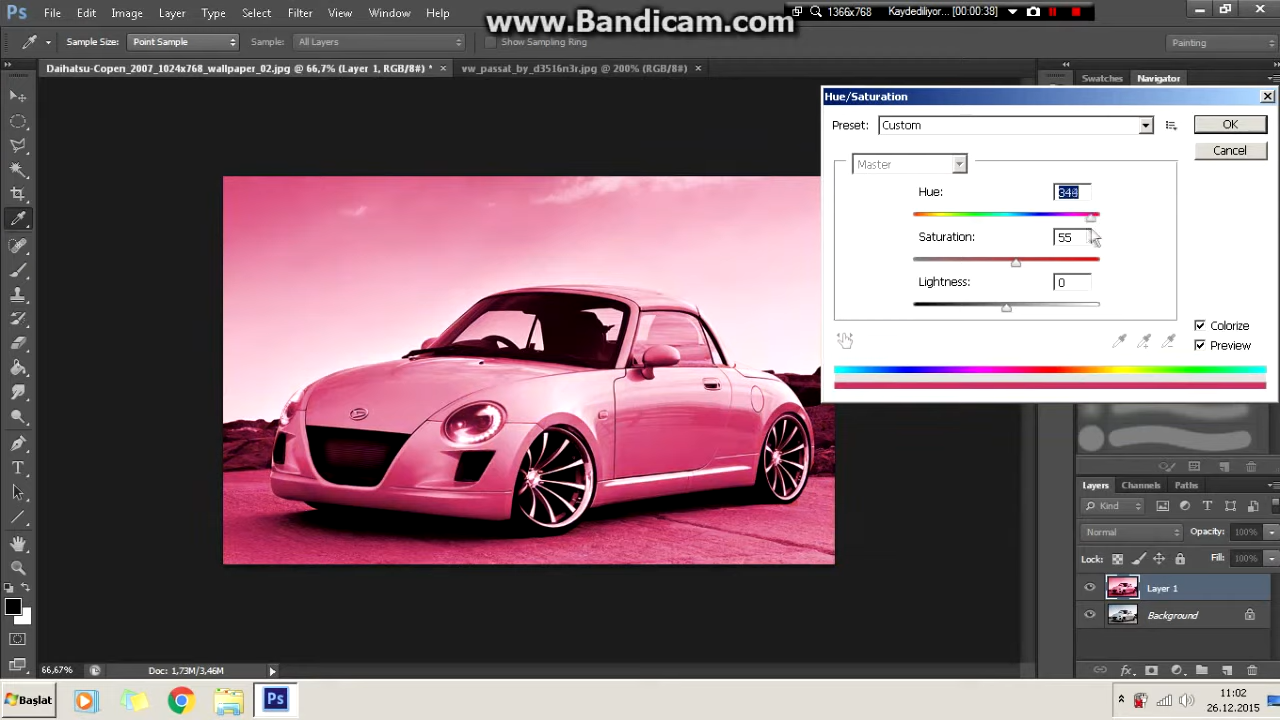 www.Bandicam.com
Ps File Edit Image Layer Type Select Filter View Window Help
1366x768 Kaydediliyor... [00:00:38]
Sample Size: Point Sample Sample: All Layers Show Sampling Ring Painting
Daihatsu-Copen_2007_1024x768_wallpaper_02.jpg @ 66,7% (Layer 1, RGB/8#) * × vw_passat_by_d3516n3r.jpg @ 200% (RGB/8#) ×
Swatches Navigator
Hue/Saturation
Preset: Custom OK
Cancel
Master
Hue:
Saturation: 55
Lightness: 0
Colorize
Preview
Layers Channels Paths
Kind
Normal Opacity: 100%
Lock: Fill: 100%
Layer 1
Background
66,67% Doc: 1,73M/3,46M
Başlat Ps
11:02
26.12.2015